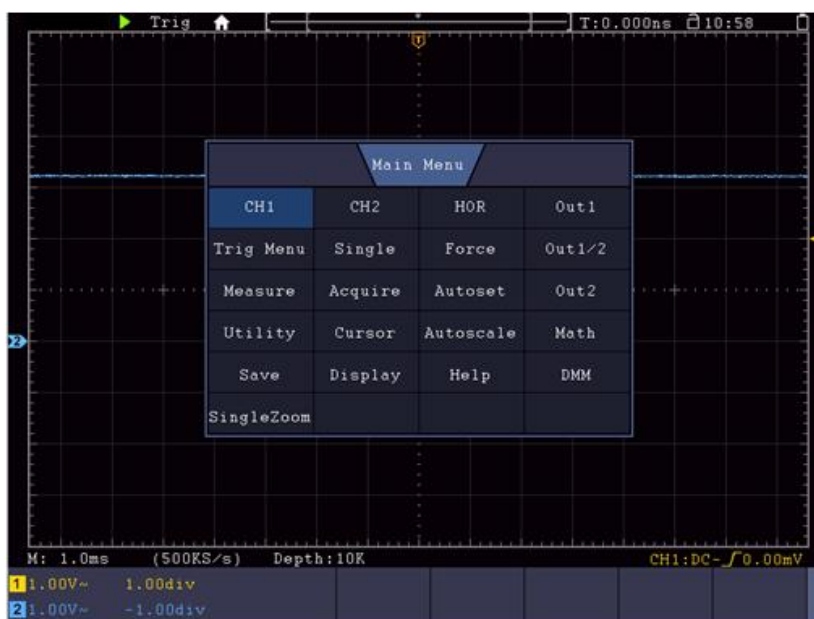 Trig T:0.000ns 10:58
T
Main Menu
CH1 CH2 HOR Out1
Trig Menu Single Force Out1/2
Measure Acquire Autoset Out2
Utility Cursor Autoscale Math
2
Save Display Help DMM
SingleZoom
M: 1.0ms (500KS/s) Depth:10K CH1:DC-ʃ0.00mV
1 1.00V~ 1.00div
2 1.00V~ -1.00div